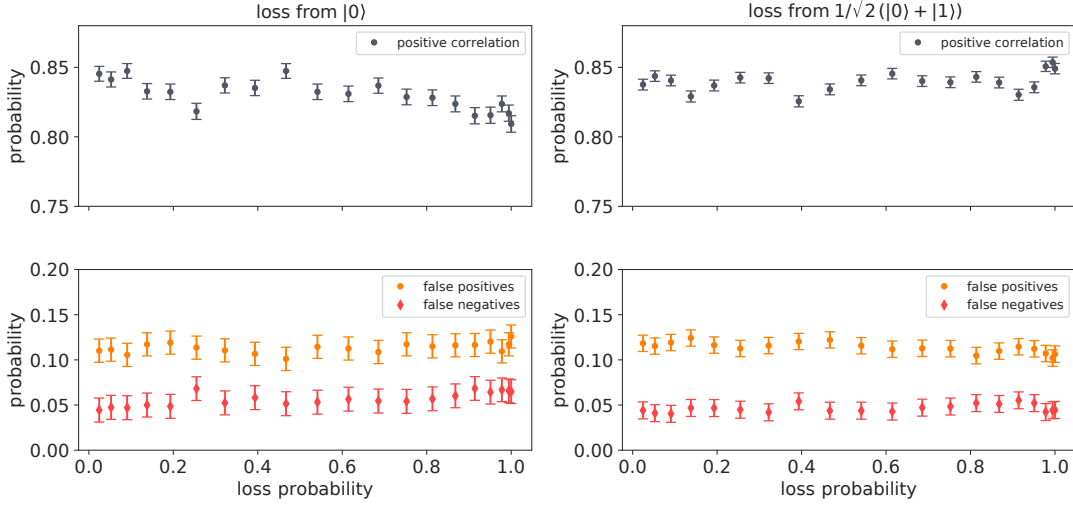 loss from |0⟩
positive correlation
probability
0.85
0.80
0.75
loss from 1/√2(|0⟩ + |1⟩)
positive correlation
probability
0.85
0.80
0.75
false positives
false negatives
probability
0.20
0.15
0.10
0.05
0.00
0.0 0.2 0.4 0.6 0.8 1.0
loss probability
false positives
false negatives
probability
0.20
0.15
0.10
0.05
0.00
0.0 0.2 0.4 0.6 0.8 1.0
loss probability